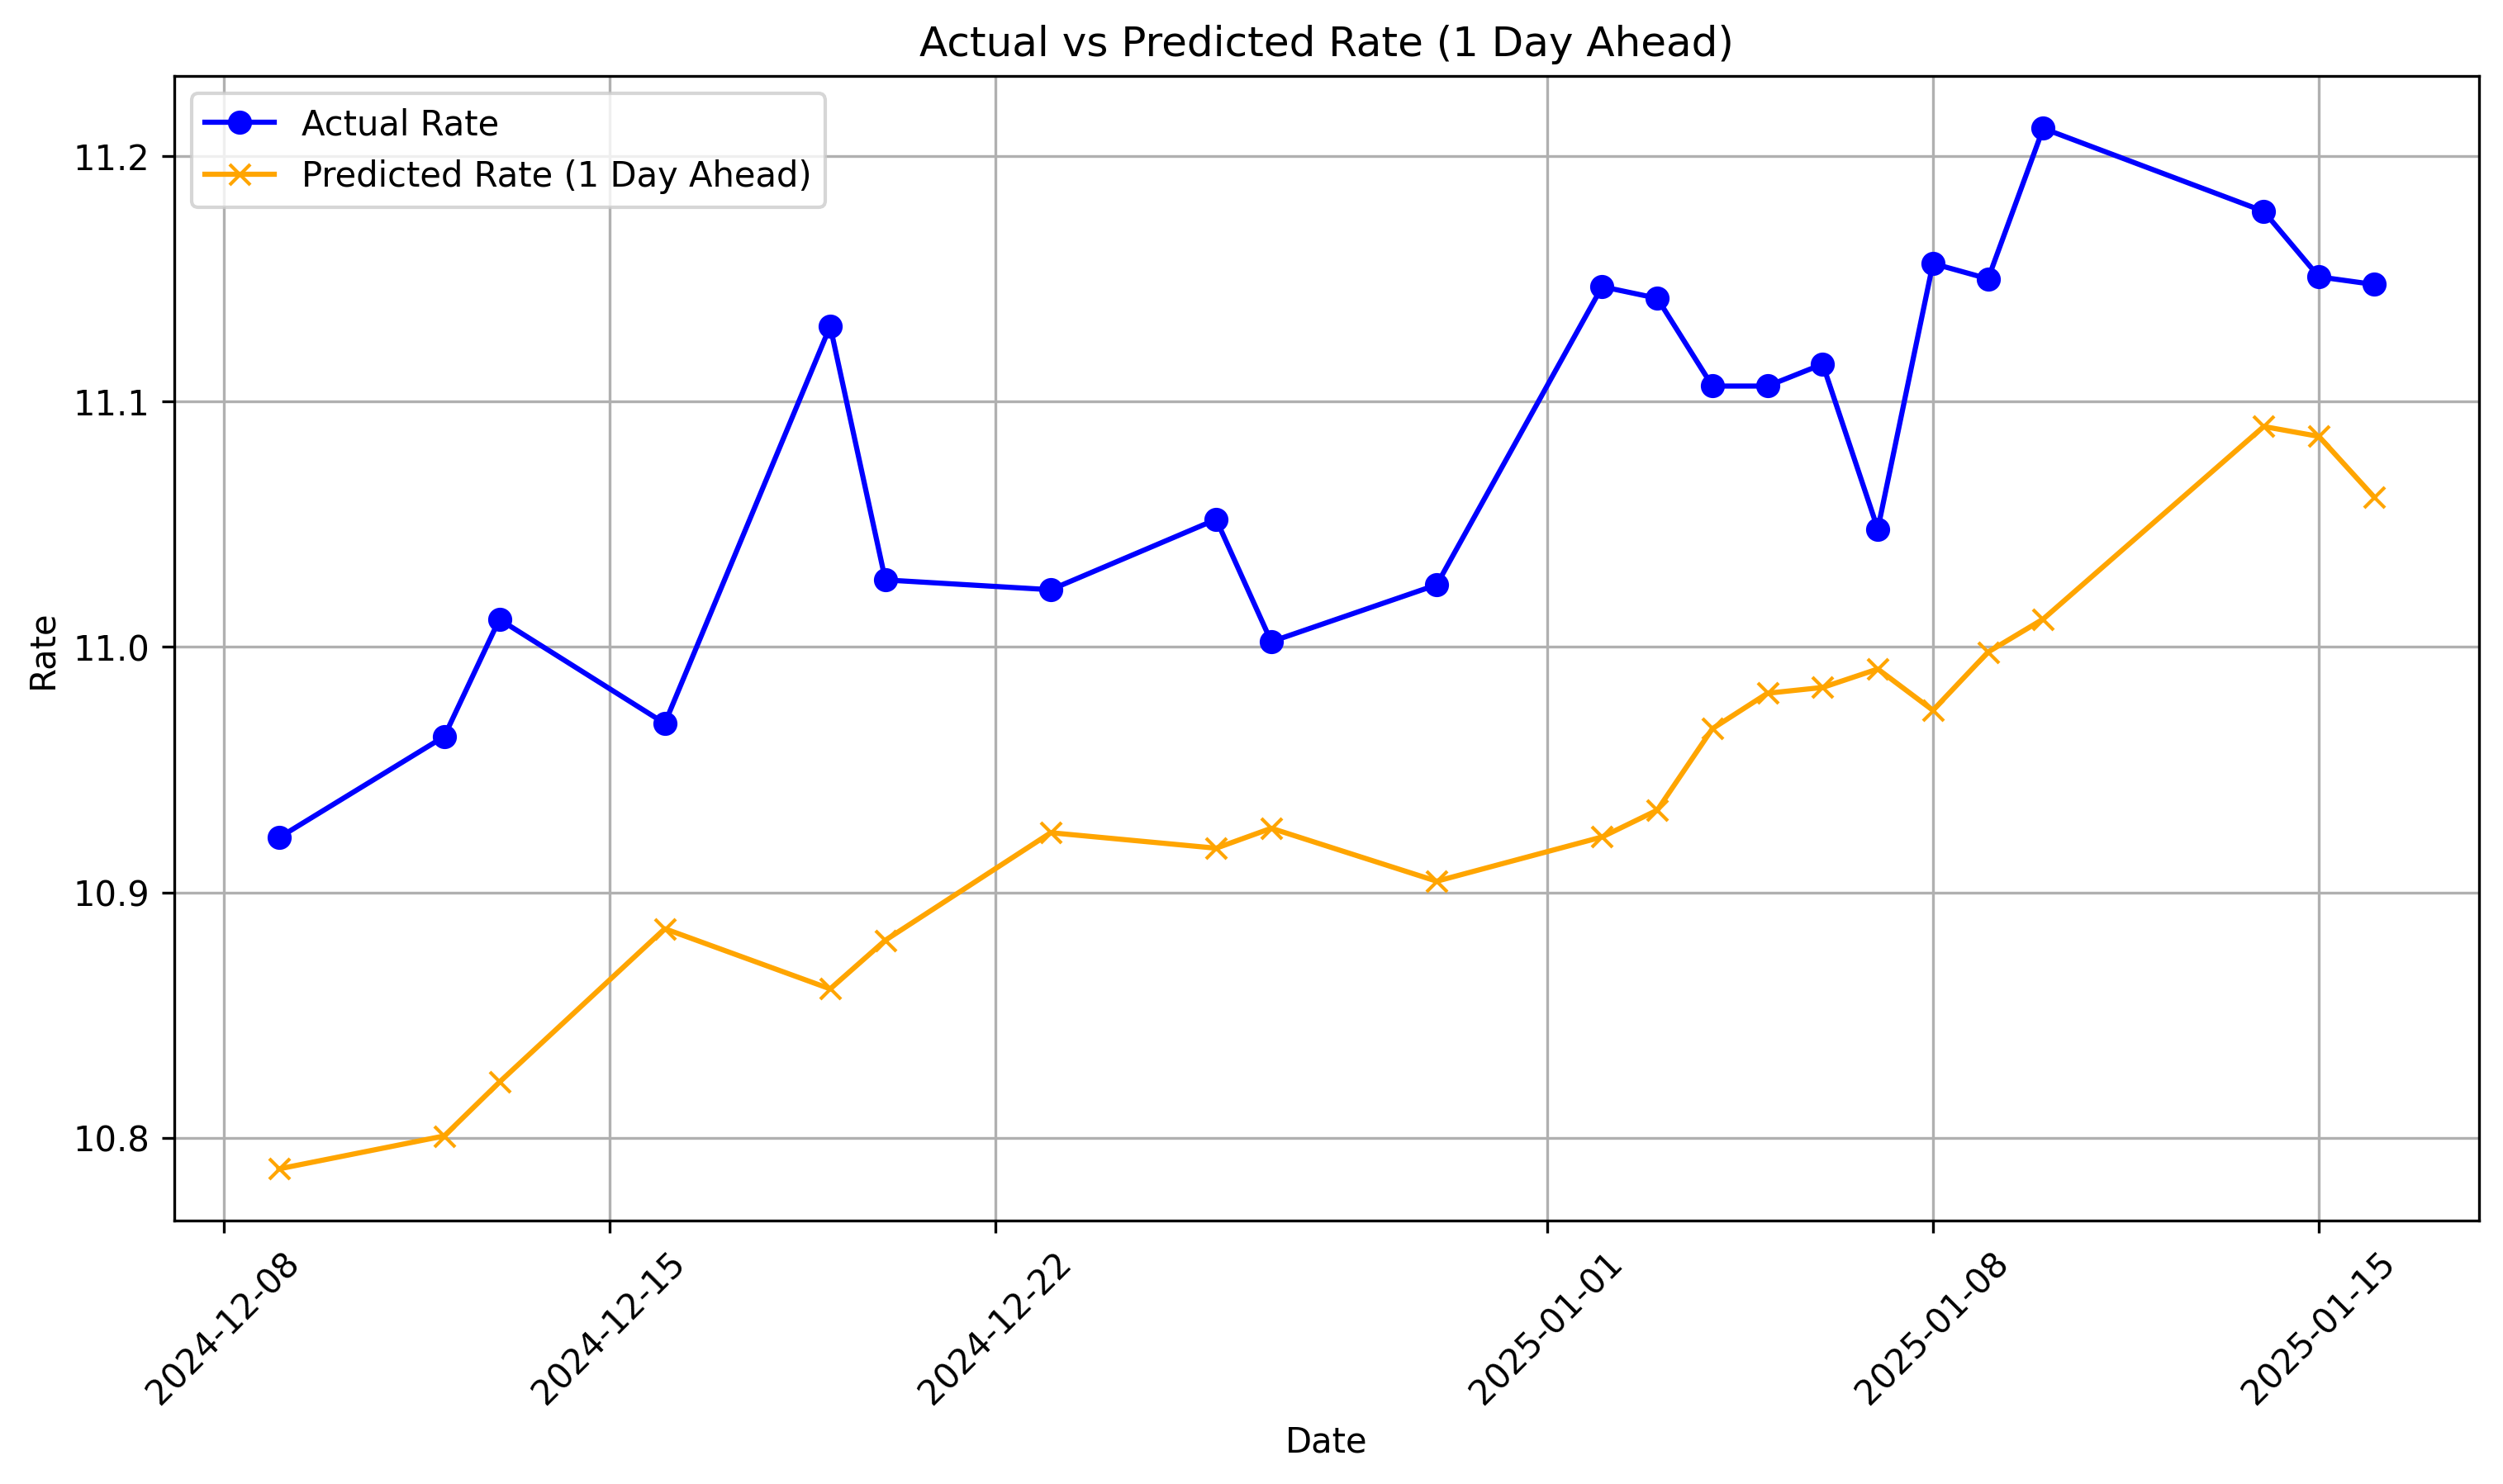 Actual vs Predicted Rate (1 Day Ahead)
Actual Rate
Predicted Rate (1 Day Ahead)
Rate
11.2
11.1
11.0
10.9
10.8
2024-12-08
2024-12-15
2024-12-22
2025-01-01
2025-01-08
2025-01-15
Date